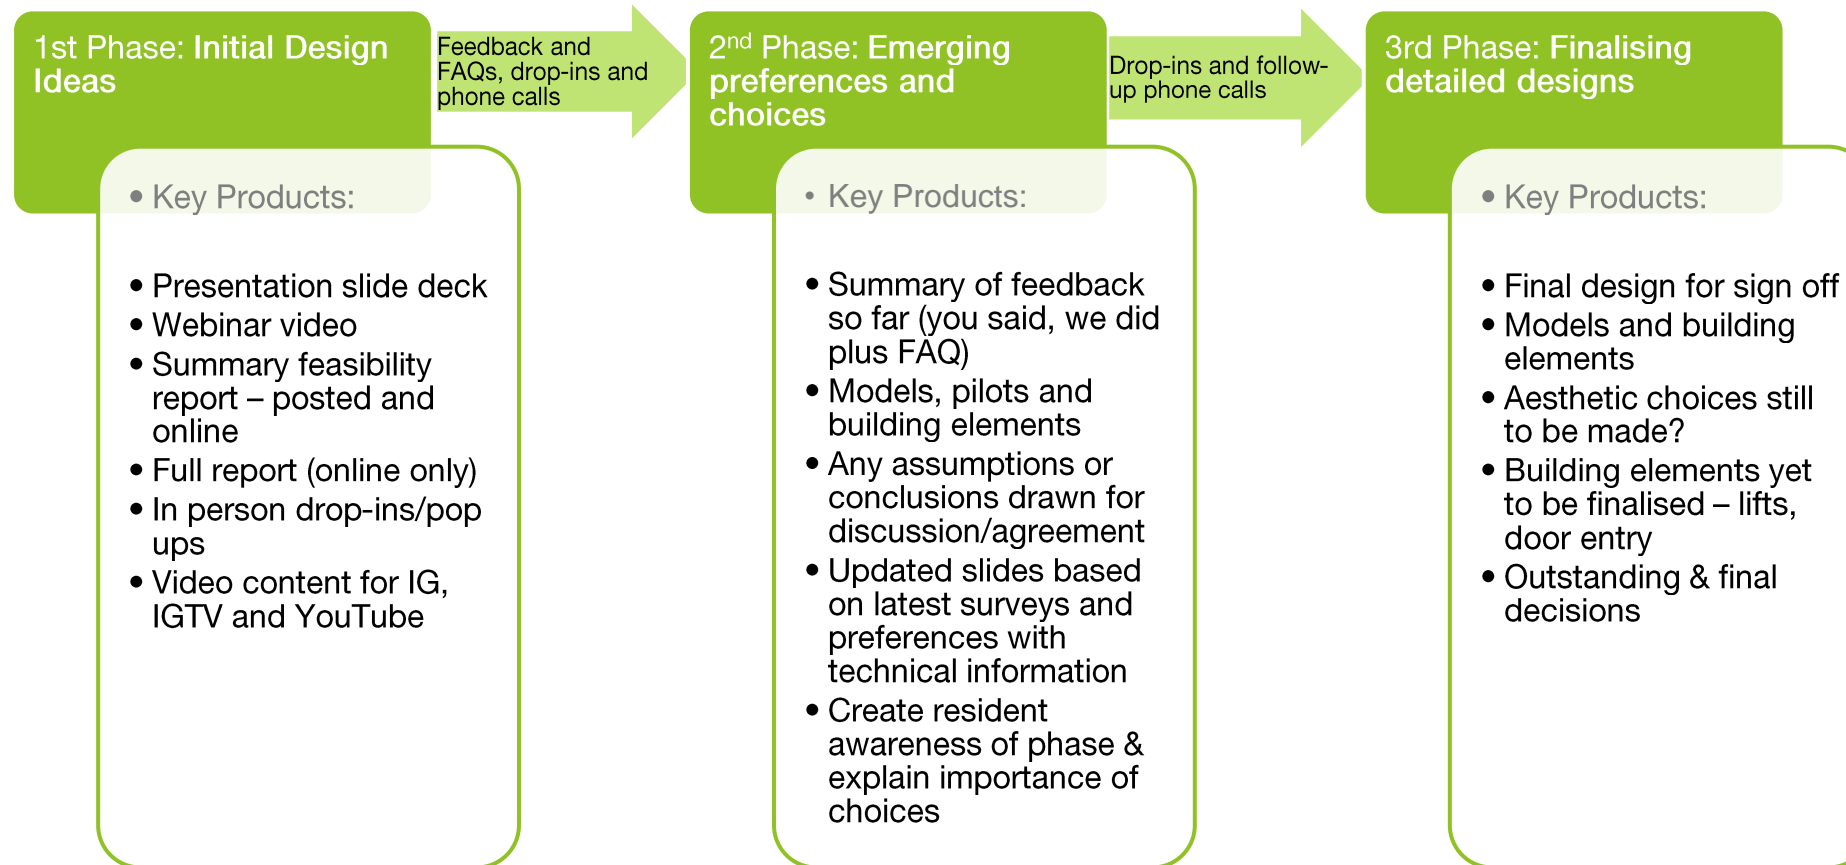 1st Phase: Initial Design
Ideas
• Key Products:
• Presentation slide deck
• Webinar video
• Summary feasibility
report – posted and
online
• Full report (online only)
• In person drop-ins/pop
ups
• Video content for IG,
IGTV and YouTube
Feedback and
FAQs, drop-ins and
phone calls
2nd Phase: Emerging
preferences and
choices
• Key Products:
• Summary of feedback
so far (you said, we did
plus FAQ)
• Models, pilots and
building elements
• Any assumptions or
conclusions drawn for
discussion/agreement
• Updated slides based
on latest surveys and
preferences with
technical information
• Create resident
awareness of phase &
explain importance of
choices
Drop-ins and follow-
up phone calls
3rd Phase: Finalising
detailed designs
• Key Products:
• Final design for sign off
• Models and building
elements
• Aesthetic choices still
to be made?
• Building elements yet
to be finalised – lifts,
door entry
• Outstanding & final
decisions